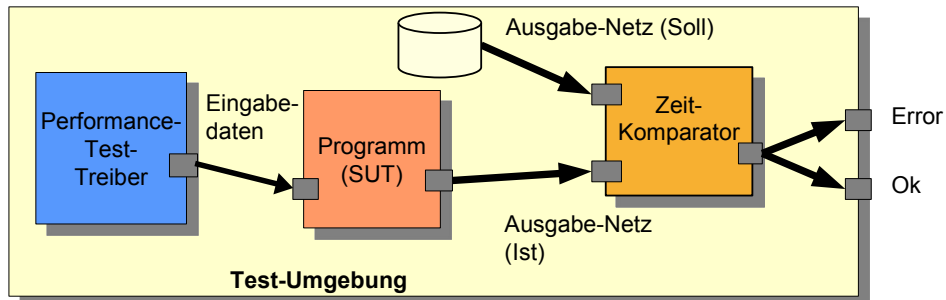 Ausgabe-Netz (Soll)
Performance-
Test-
Treiber
Eingabe-
daten
Programm
(SUT)
Zeit-
Komparator
Error
Ok
Ausgabe-Netz
(Ist)
Test-Umgebung